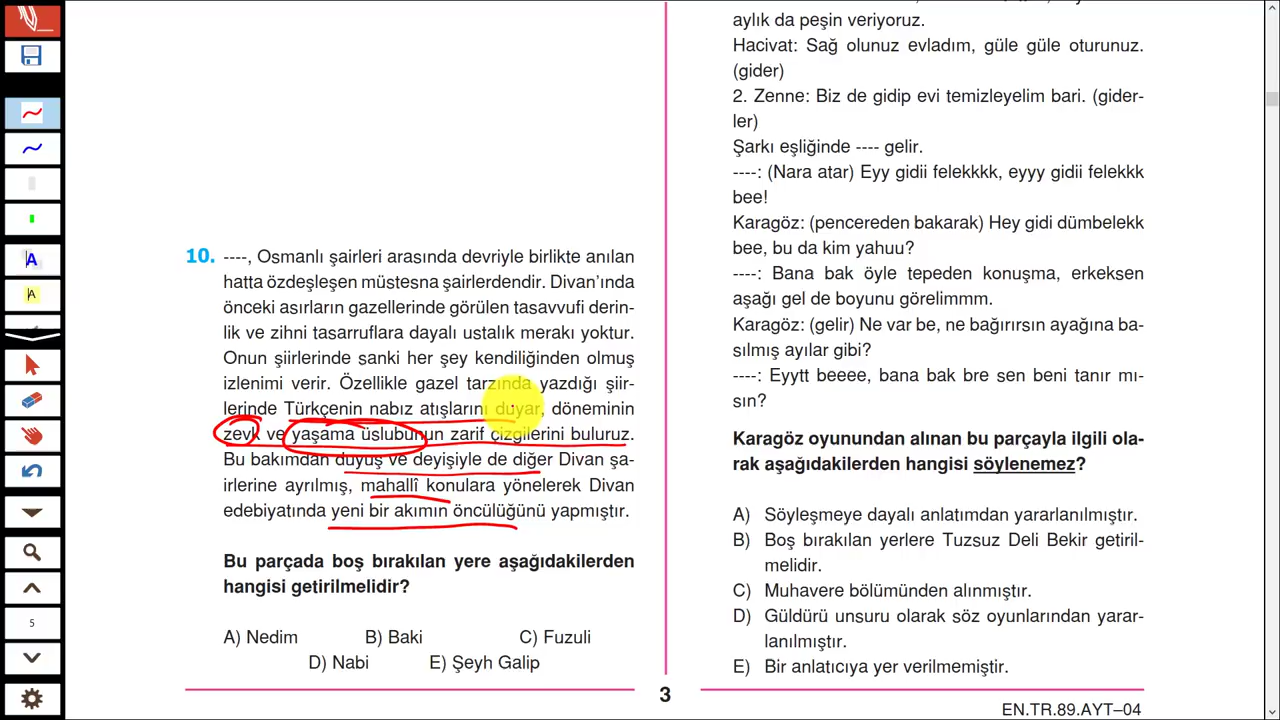 10. ----, Osmanlı şairleri arasında devriyle birlikte anılan
hatta özdeşleşen müstesna şairlerdendir. Divan’ında
önceki asırların gazellerinde görülen tasavvufi derin-
lik ve zihni tasarruflara dayalı ustalık merakı yoktur.
Onun şiirlerinde sanki her şey kendiliğinden olmuş
izlenimi verir. Özellikle gazel tarzında yazdığı şiir-
lerinde Türkçenin nabız atışlarını duyar, döneminin
zevk ve yaşama üslubunun zarif çizgilerini buluruz.
Bu bakımdan duyuş ve deyişiyle de diğer Divan şa-
irlerine ayrılmış, mahallî konulara yönelerek Divan
edebiyatında yeni bir akımın öncülüğünü yapmıştır.
Bu parçada boş bırakılan yere aşağıdakilerden
hangisi getirilmelidir?
A) Nedim B) Baki C) Fuzuli
D) Nabi E) Şeyh Galip
aylık da peşin veriyoruz.
Hacivat: Sağ olunuz evladım, güle güle oturunuz.
(gider)
2. Zenne: Biz de gidip evi temizleyelim bari. (gider-
ler)
Şarkı eşliğinde ---- gelir.
----: (Nara atar) Eyy gidii felekkkk, eyyy gidii felekkk
bee!
Karagöz: (pencereden bakarak) Hey gidi dümbelekk
bee, bu da kim yahuu?
----: Bana bak öyle tepeden konuşma, erkeksen
aşağı gel de boyunu görelimmm.
Karagöz: (gelir) Ne var be, ne bağırırsın ayağına ba-
sılmış ayılar gibi?
----: Eyytt beeee, bana bak bre sen beni tanır mı-
sın?
Karagöz oyunundan alınan bu parçayla ilgili ola-
rak aşağıdakilerden hangisi söylenemez?
A) Söyleşmeye dayalı anlatımdan yararlanılmıştır.
B) Boş bırakılan yerlere Tuzsuz Deli Bekir getiril-
melidir.
C) Muhavere bölümünden alınmıştır.
D) Güldürü unsuru olarak söz oyunlarından yarar-
lanılmıştır.
E) Bir anlatıcıya yer verilmemiştir.
3
EN.TR.89.AYT–04
A
A
5